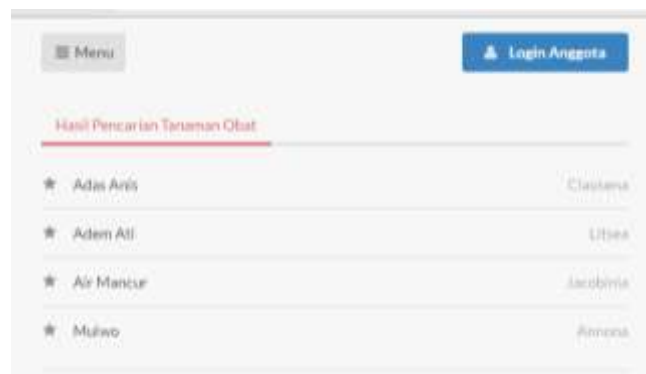 Menu
Login Anggota
Hasil Pencarian Tanaman Obat
Adas Anis Clausena
Adem Ati Litsea
Air Mancur Jacobinia
Mulwo Annona